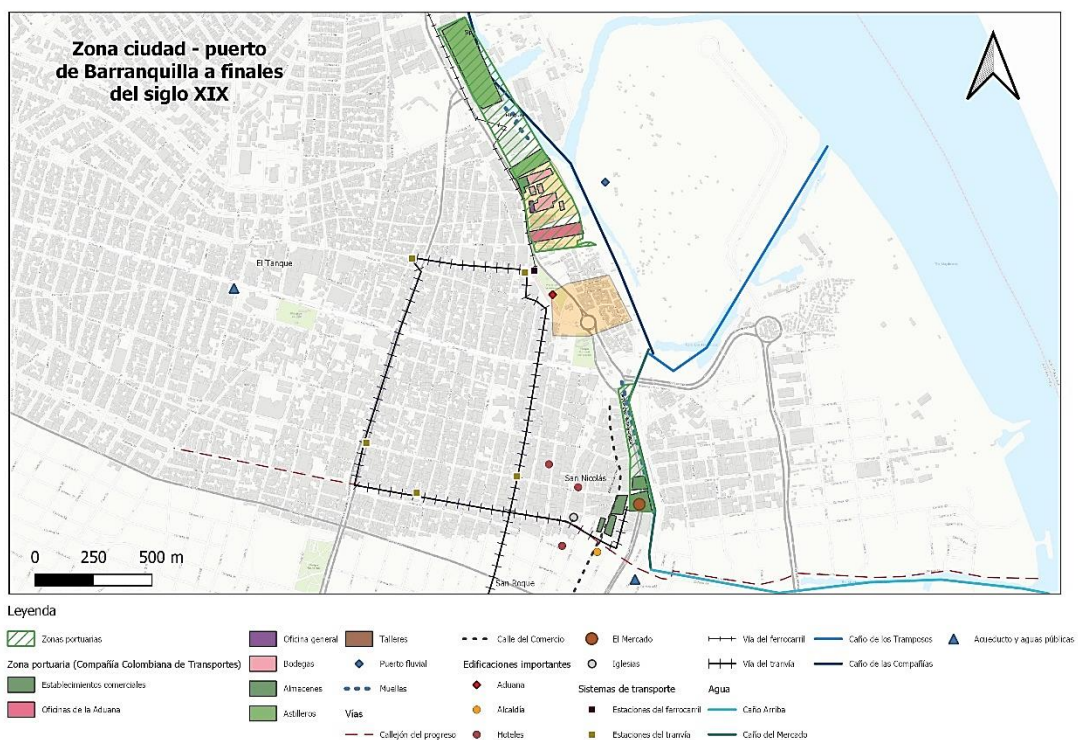 Zona ciudad - puerto
de Barranquilla a finales
del siglo XIX
El Tanque
San Nicolás
San Roque
0 250 500 m
Leyenda
Zonas portuarias
Zona portuaria (Compañía Colombiana de Transportes)
Establecimientos comerciales
Oficinas de la Aduana
Oficina general
Bodegas
Almacenes
Astilleros
Talleres
Puerto fluvial
Muelles
Vías
Callejón del progreso
Calle del Comercio
Edificaciones importantes
Aduana
Alcaldía
Hoteles
El Mercado
Iglesias
Sistemas de transporte
Estaciones del ferrocarril
Estaciones del tranvía
Vía del ferrocarril
Vía del tranvía
Agua
Caño Arriba
Caño del Mercado
Caño de los Tramposos
Caño de las Compañías
Acueducto y aguas públicas